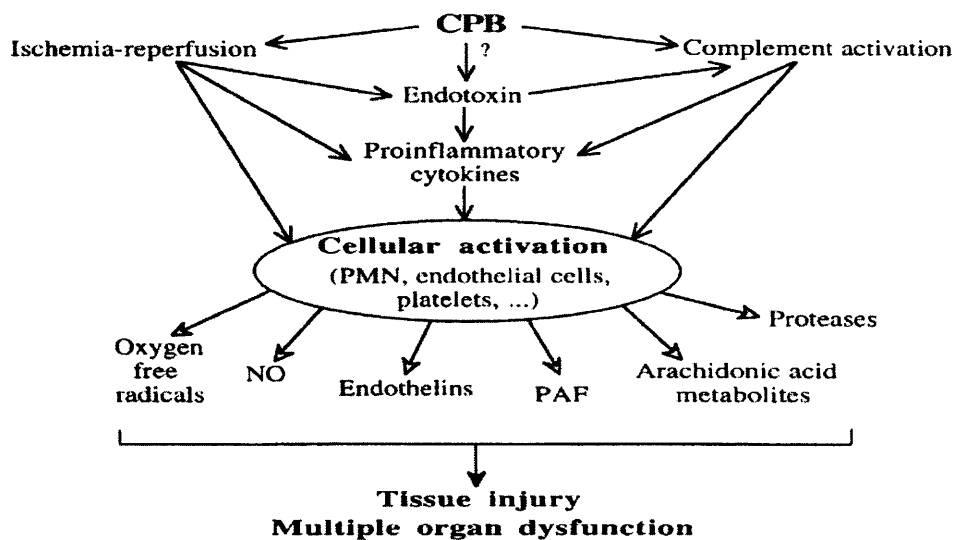 CPB
Ischemia-reperfusion
?
Complement activation
Endotoxin
Proinflammatory
cytokines
Cellular activation
(PMN, endothelial cells,
platelets, ...)
Oxygen
free
radicals
NO
Endothelins
PAF
Arachidonic acid
metabolites
Proteases
Tissue injury
Multiple organ dysfunction